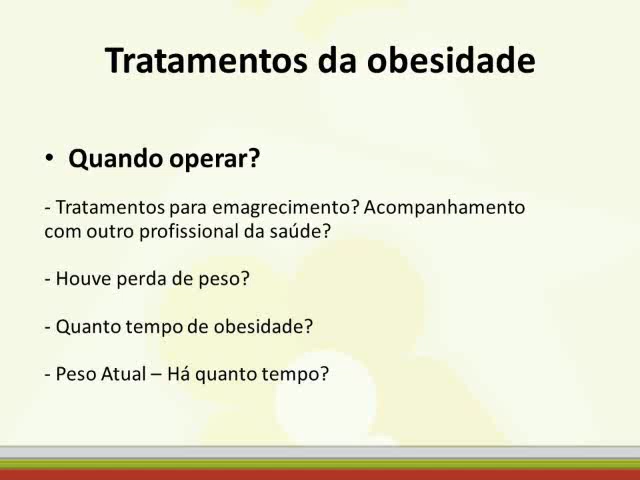 Tratamentos da obesidade
• Quando operar?
- Tratamentos para emagrecimento? Acompanhamento
com outro profissional da saúde?
- Houve perda de peso?
- Quanto tempo de obesidade?
- Peso Atual – Há quanto tempo?